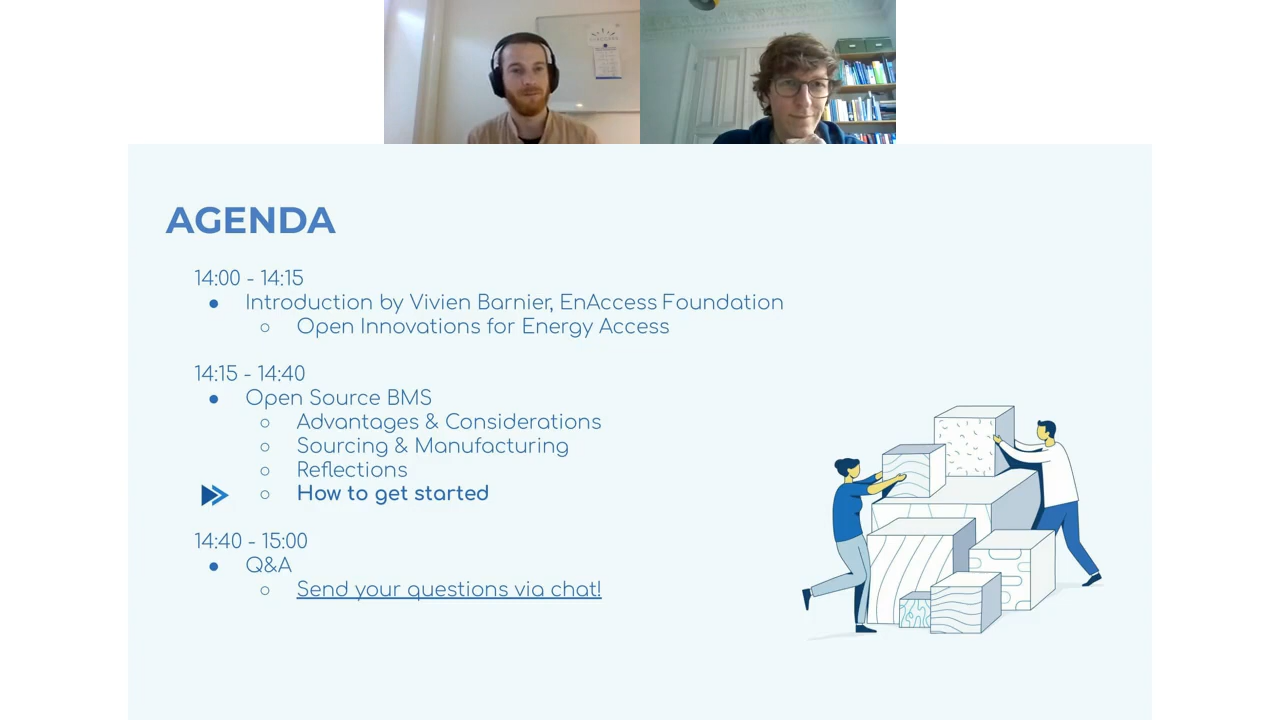 AGENDA
14:00 - 14:15
● Introduction by Vivien Barnier, EnAccess Foundation
○ Open Innovations for Energy Access
14:15 - 14:40
● Open Source BMS
○ Advantages & Considerations
○ Sourcing & Manufacturing
○ Reflections
○ How to get started
14:40 - 15:00
● Q&A
○ Send your questions via chat!